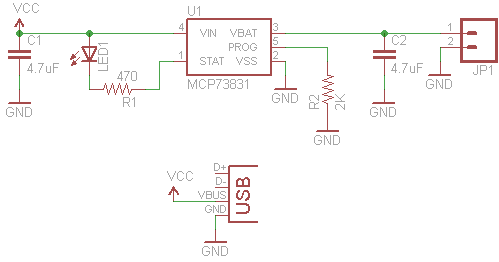 VCC
U1
C1
4.7uF
GND
LED1
470
R1
4
1
VIN
STAT
VBAT
PROG
VSS
MCP73831
3
5
2
GND
R2
2K
GND
C2
4.7uF
GND
1
2
GND
JP1
VCC
D+
D-
VBUS
GND
USB
GND